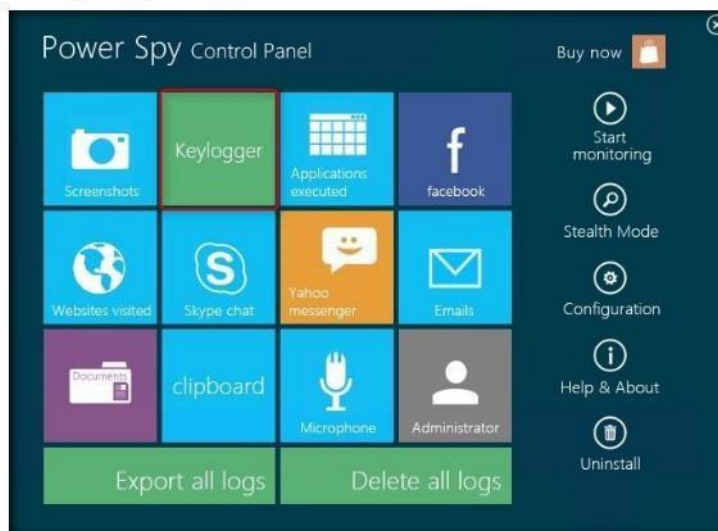 Power Spy Control Panel
Buy now
Screenshots
Keylogger
Applications
executed
facebook
Start
monitoring
Websites visited
Skype chat
Yahoo
messenger
Emails
Stealth Mode
Configuration
Documents
clipboard
Microphone
Administrator
Help & About
Export all logs
Delete all logs
Uninstall